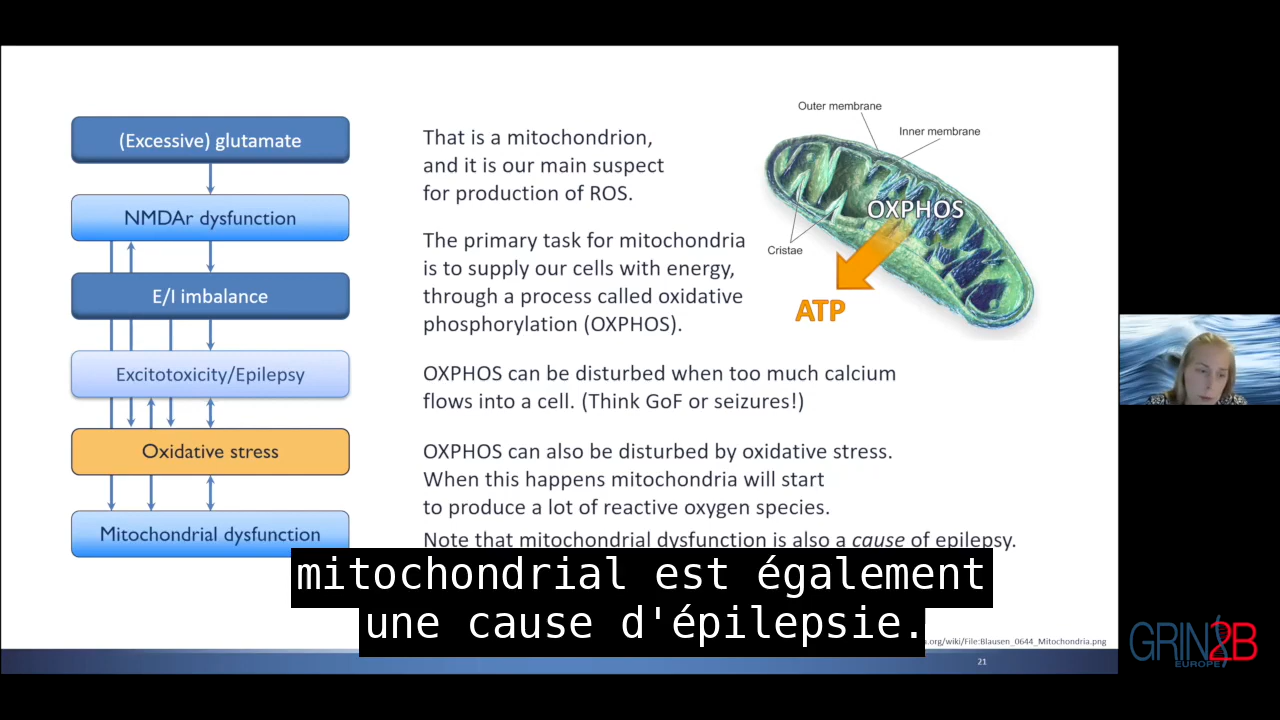 (Excessive) glutamate
NMDAr dysfunction
E/I imbalance
Excitotoxicity/Epilepsy
Oxidative stress
Mitochondrial dysfunction
That is a mitochondrion,
and it is our main suspect
for production of ROS.
The primary task for mitochondria
is to supply our cells with energy,
through a process called oxidative
phosphorylation (OXPHOS).
OXPHOS can be disturbed when too much calcium
flows into a cell. (Think GoF or seizures!)
OXPHOS can also be disturbed by oxidative stress.
When this happens mitochondria will start
to produce a lot of reactive oxygen species.
Note that mitochondrial dysfunction is also a cause of epilepsy.
Outer membrane
Inner membrane
OXPHOS
Cristae
ATP
mitochondrial est également
une cause d'épilepsie.
.org/wiki/File:Blausen_0644_Mitochondria.png
21
GRIN2B
EUROPE